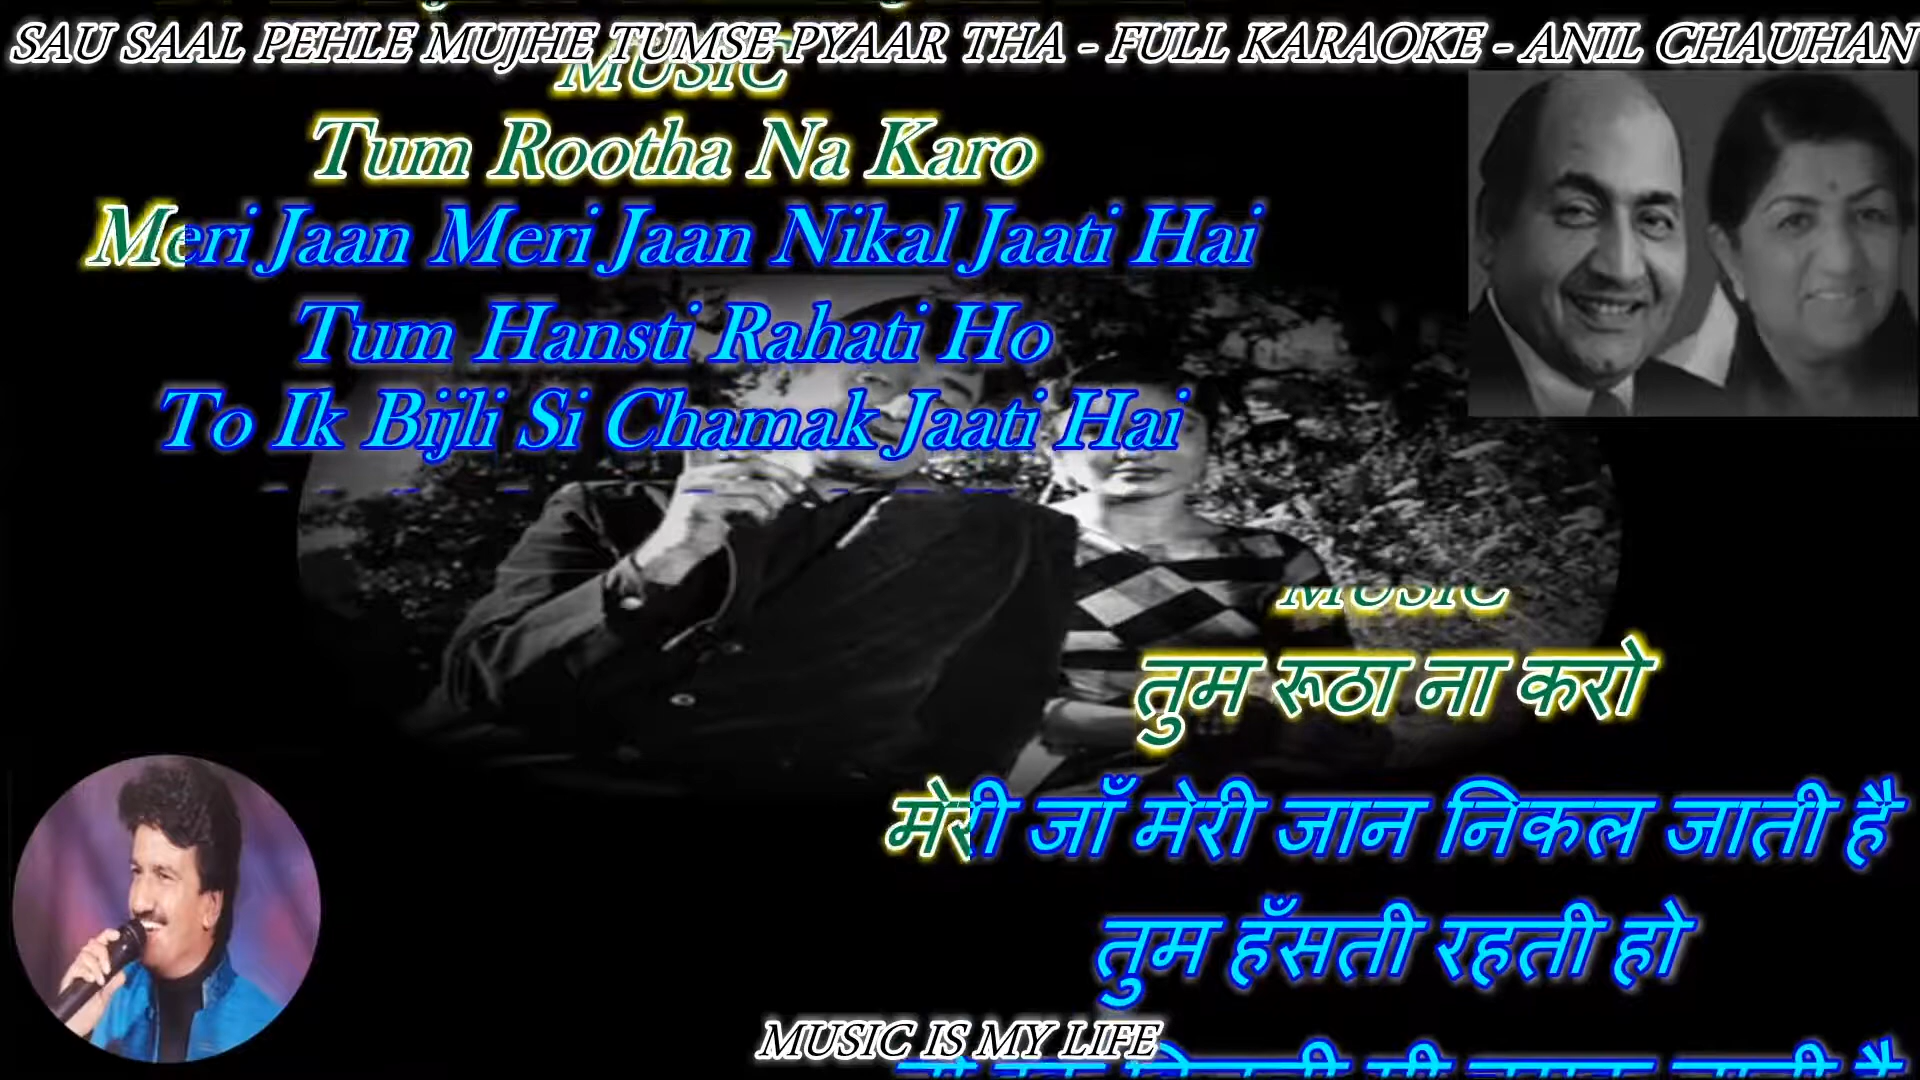 SAU SAAL PEHLE MUJHE TUMSE PYAAR THA - FULL KARAOKE - ANIL CHAUHAN
MUSIC
Tum Rootha Na Karo
Meri Jaan Meri Jaan Nikal Jaati Hai
Tum Hansti Rahati Ho
To Ik Bijli Si Chamak Jaati Hai
MUSIC
तुम रूठा ना करो
मेरी जाँ मेरी जान निकल जाती है
तुम हँसती रहती हो
MUSIC IS MY LIFE